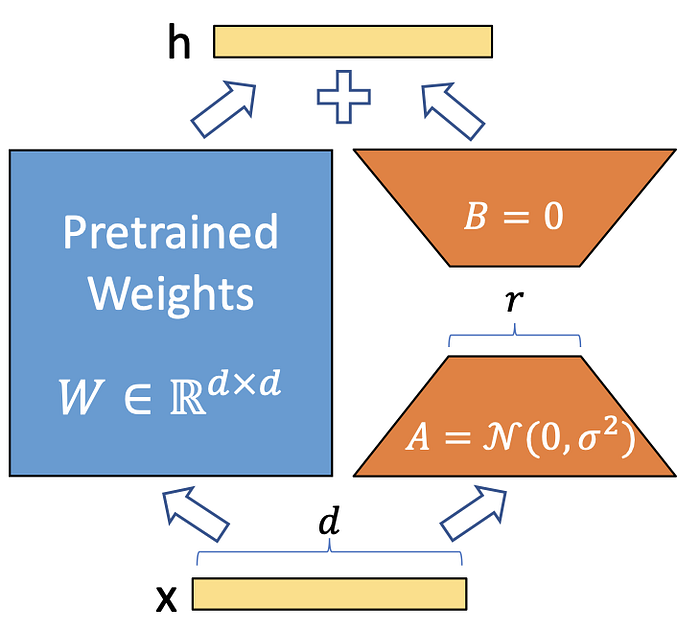 h
Pretrained
Weights
W ∈ ℝ^{d×d}
B = 0
r
A = 𝒩(0, σ²)
d
x